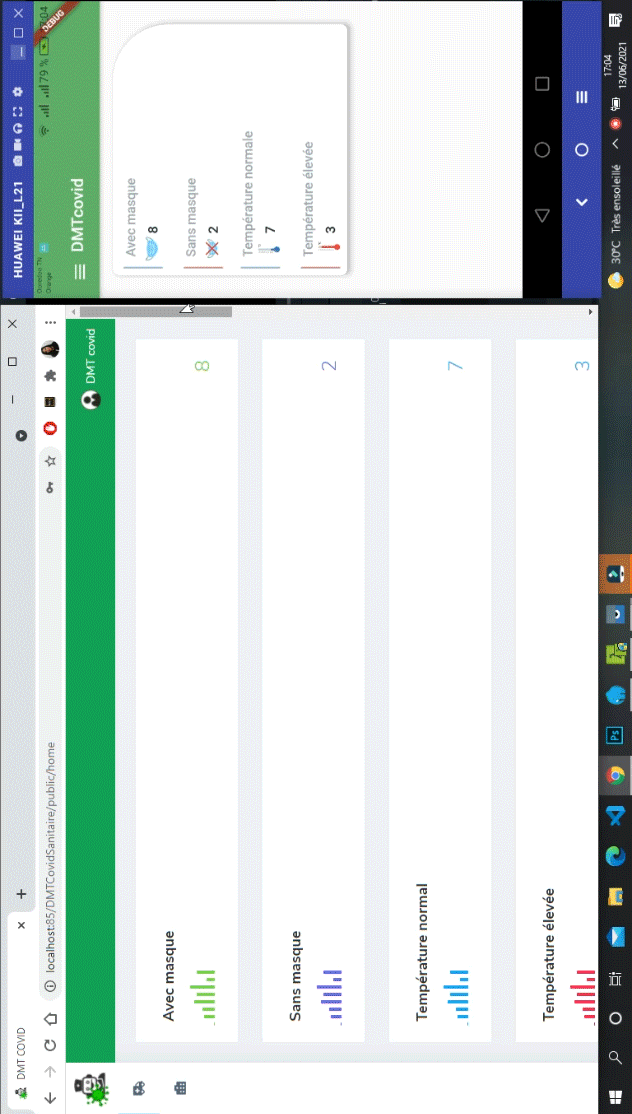 DMT COVID
localhost:85/DMTCovidSanitaire/public/home
DMT covid
Avec masque
8
Sans masque
2
Température normal
7
Température élevée
3
HUAWEI KII_L21
Ooredoo TN
Orange
79 %
17:04
DEBUG
DMTcovid
Avec masque
8
Sans masque
2
Température normale
7
Température élevée
3
Ps
30°C Très ensoleillé
17:04
13/06/2021